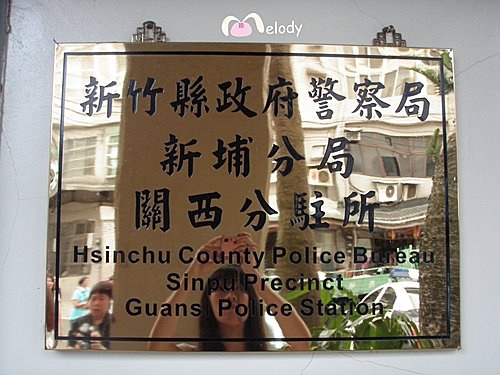 Melody
新竹縣政府警察局
新埔分局
關西分駐所
Hsinchu County Police Bureau
Sinpu Precinct
Guansi Police Station